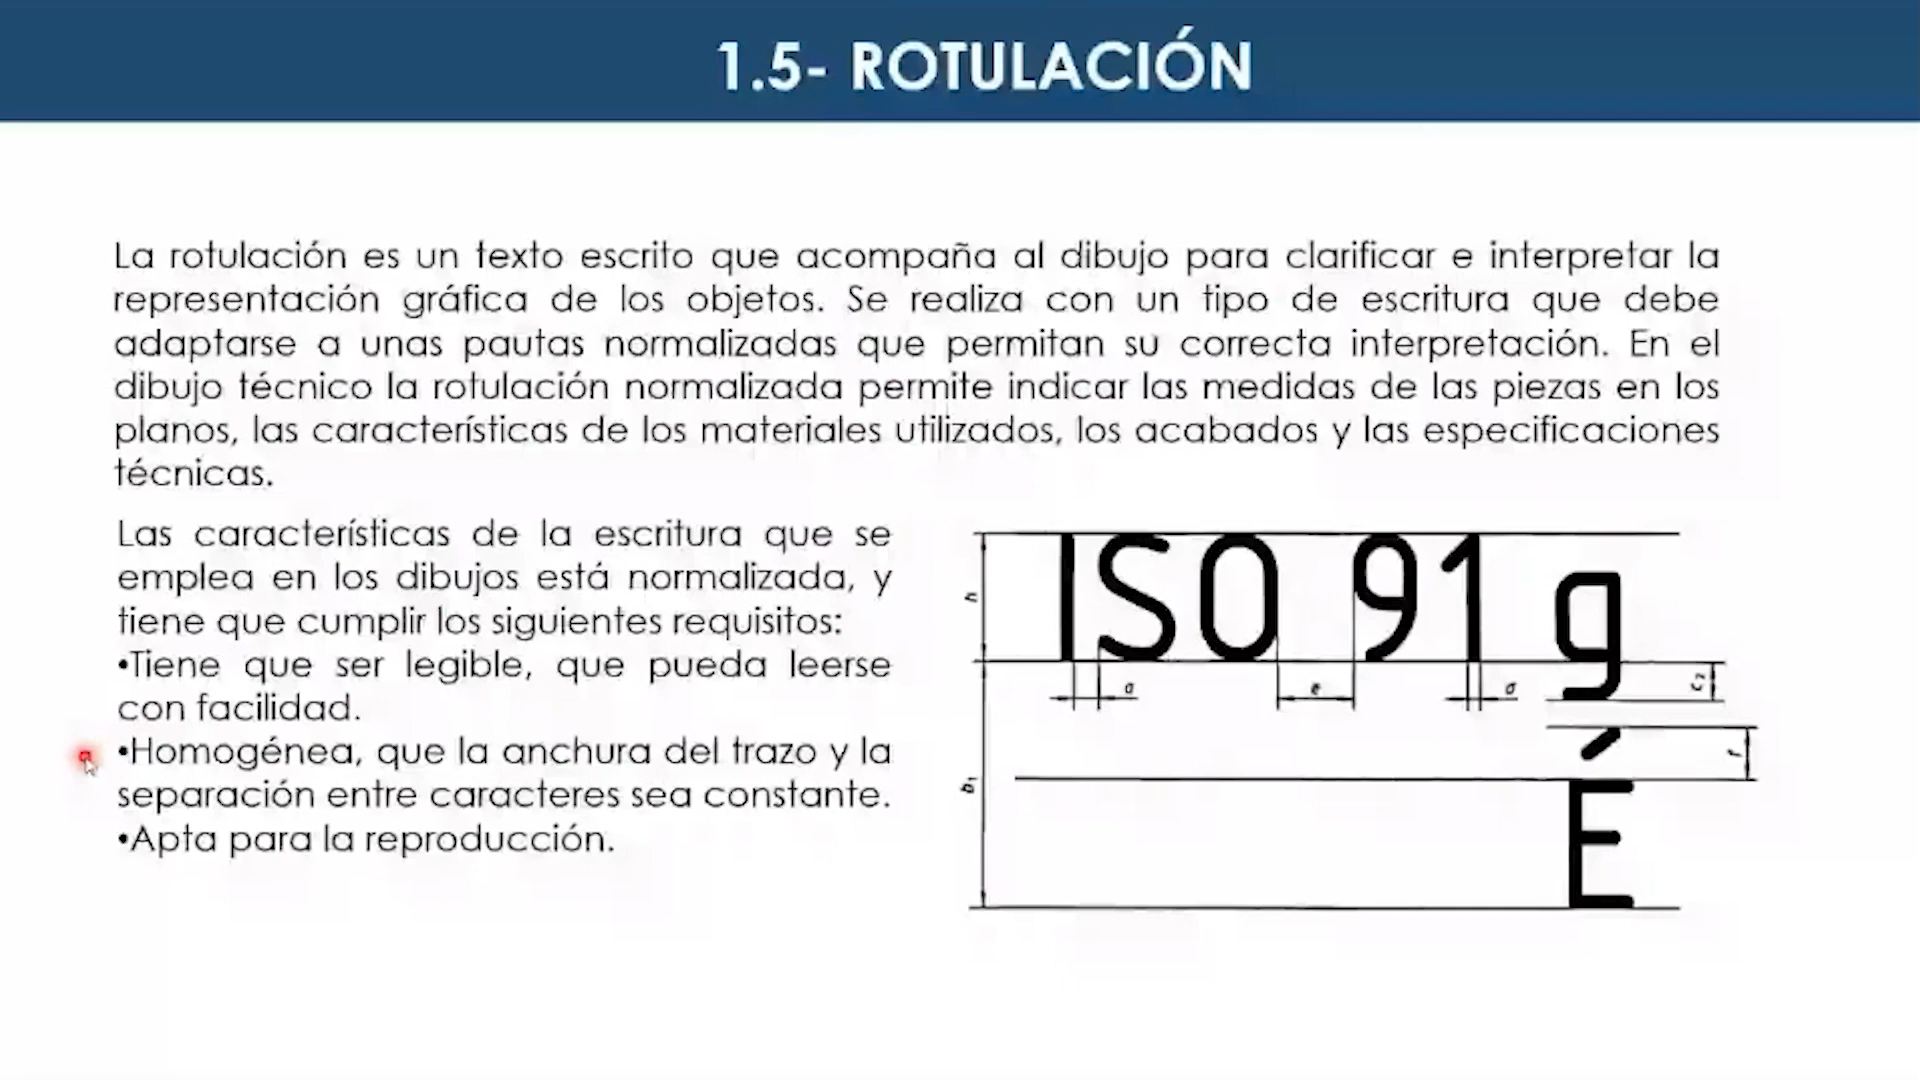 1.5- ROTULACIÓN
La rotulación es un texto escrito que acompaña al dibujo para clarificar e interpretar la
representación gráfica de los objetos. Se realiza con un tipo de escritura que debe
adaptarse a unas pautas normalizadas que permitan su correcta interpretación. En el
dibujo técnico la rotulación normalizada permite indicar las medidas de las piezas en los
planos, las características de los materiales utilizados, los acabados y las especificaciones
técnicas.
Las características de la escritura que se
emplea en los dibujos está normalizada, y
tiene que cumplir los siguientes requisitos:
•Tiene que ser legible, que pueda leerse
con facilidad.
•Homogénea, que la anchura del trazo y la
separación entre caracteres sea constante.
•Apta para la reproducción.
ISO 91 g
h
a e d c₂
f
b₁
É